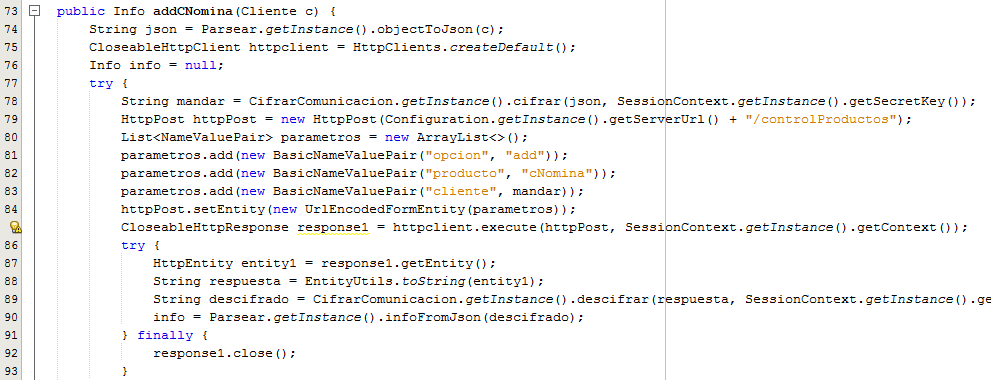 73 public Info addCNomina(Cliente c) {
74 String json = Parsear.getInstance().objectToJson(c);
75 CloseableHttpClient httpclient = HttpClients.createDefault();
76 Info info = null;
77 try {
78 String mandar = CifrarComunicacion.getInstance().cifrar(json, SessionContext.getInstance().getSecretKey());
79 HttpPost httpPost = new HttpPost(Configuration.getInstance().getServerUrl() + "/controlProductos");
80 List<NameValuePair> parametros = new ArrayList<>();
81 parametros.add(new BasicNameValuePair("opcion", "add"));
82 parametros.add(new BasicNameValuePair("producto", "cNomina"));
83 parametros.add(new BasicNameValuePair("cliente", mandar));
84 httpPost.setEntity(new UrlEncodedFormEntity(parametros));
CloseableHttpResponse response1 = httpclient.execute(httpPost, SessionContext.getInstance().getContext());
86 try {
87 HttpEntity entity1 = response1.getEntity();
88 String respuesta = EntityUtils.toString(entity1);
89 String descifrado = CifrarComunicacion.getInstance().descifrar(respuesta, SessionContext.getInstance().ge
90 info = Parsear.getInstance().infoFromJson(descifrado);
91 } finally {
92 response1.close();
93 }